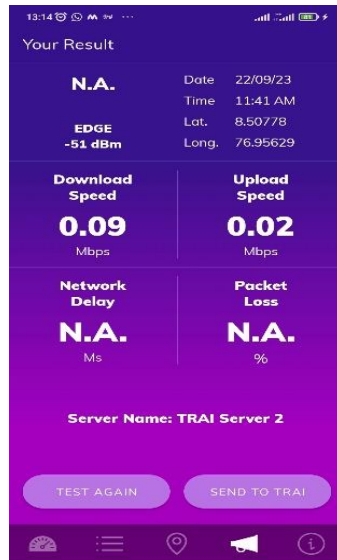 13:14
Your Result
N.A.
EDGE
-51 dBm
Date 22/09/23
Time 11:41 AM
Lat. 8.50778
Long. 76.95629
Download Speed
0.09
Mbps
Upload Speed
0.02
Mbps
Network Delay
N.A.
Ms
Packet Loss
N.A.
%
Server Name: TRAI Server 2
TEST AGAIN
SEND TO TRAI